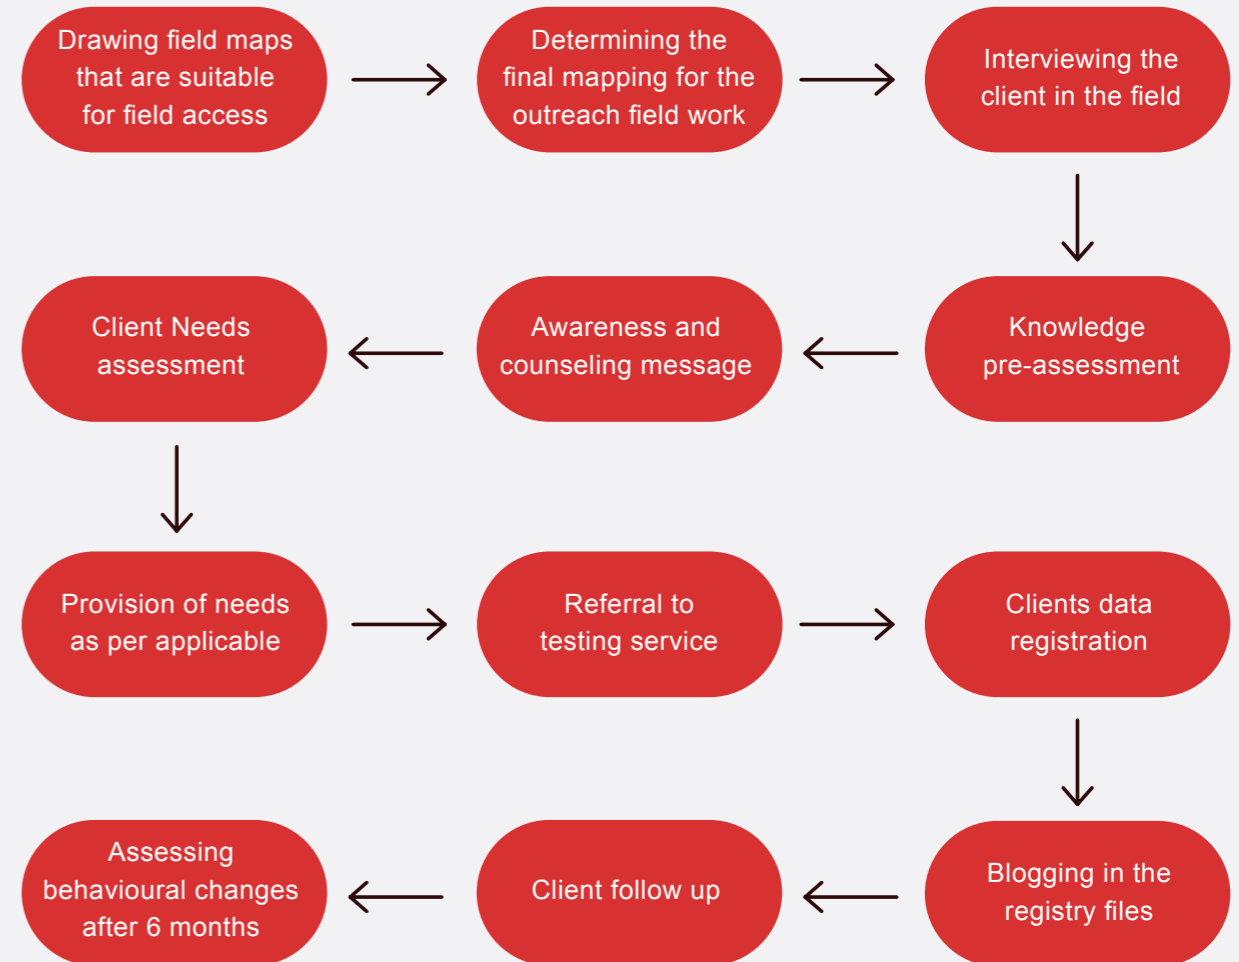 Drawing field maps
that are suitable
for field access
Determining the
final mapping for the
outreach field work
Interviewing the
client in the field
Knowledge
pre-assessment
Awareness and
counseling message
Client Needs
assessment
Provision of needs
as per applicable
Referral to
testing service
Clients data
registration
Blogging in the
registry files
Client follow up
Assessing
behavioural changes
after 6 months